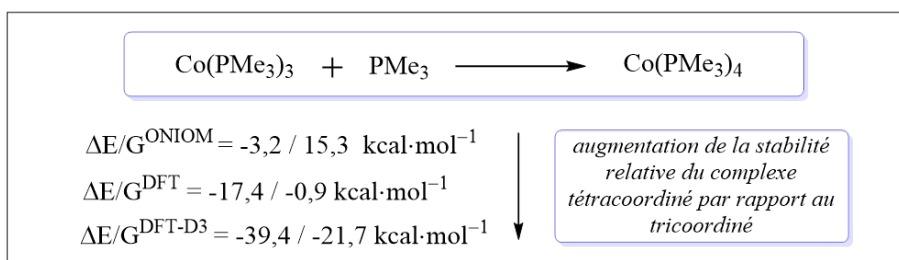 Co(PMe₃)₃ + PMe₃ ⟶ Co(PMe₃)₄
ΔE/G^ONIOM = -3,2 / 15,3 kcal·mol⁻¹
ΔE/G^DFT = -17,4 / -0,9 kcal·mol⁻¹
ΔE/G^DFT-D3 = -39,4 / -21,7 kcal·mol⁻¹
augmentation de la stabilité
relative du complexe
tétracoordiné par rapport au
tricoordiné